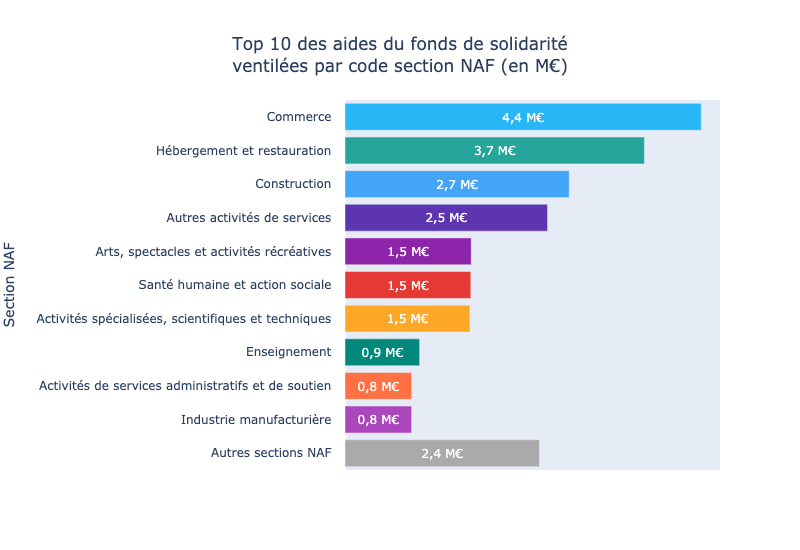 Top 10 des aides du fonds de solidarité
ventilées par code section NAF (en M€)
Section NAF
Commerce 4,4 M€
Hébergement et restauration 3,7 M€
Construction 2,7 M€
Autres activités de services 2,5 M€
Arts, spectacles et activités récréatives 1,5 M€
Santé humaine et action sociale 1,5 M€
Activités spécialisées, scientifiques et techniques 1,5 M€
Enseignement 0,9 M€
Activités de services administratifs et de soutien 0,8 M€
Industrie manufacturière 0,8 M€
Autres sections NAF 2,4 M€